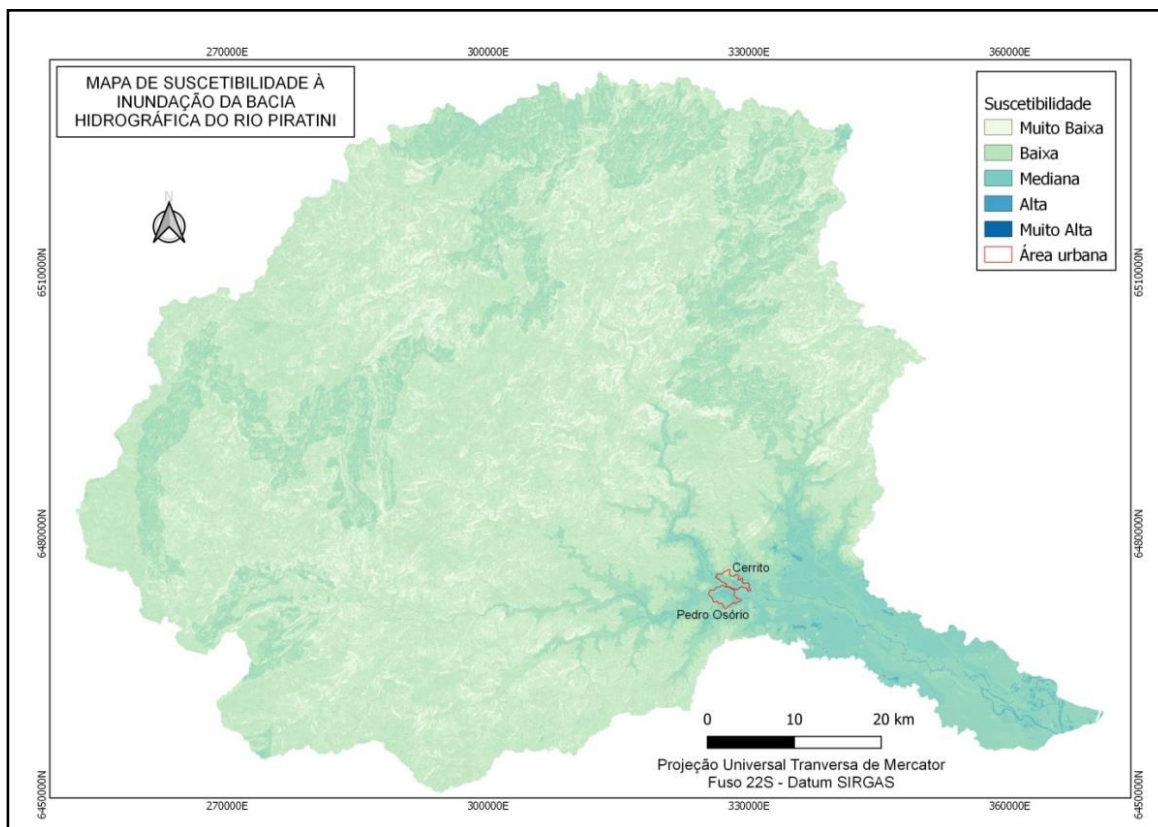 270000E
300000E
330000E
360000E
MAPA DE SUSCETIBILIDADE À
INUNDAÇÃO DA BACIA
HIDROGRÁFICA DO RIO PIRATINI
Suscetibilidade
Muito Baixa
Baixa
Mediana
Alta
Muito Alta
Área urbana
N
6510000N
6510000N
6480000N
6480000N
Cerrito
Pedro Osório
0 10 20 km
Projeção Universal Tranversa de Mercator
Fuso 22S - Datum SIRGAS
6450000N
6450000N
270000E
300000E
330000E
360000E